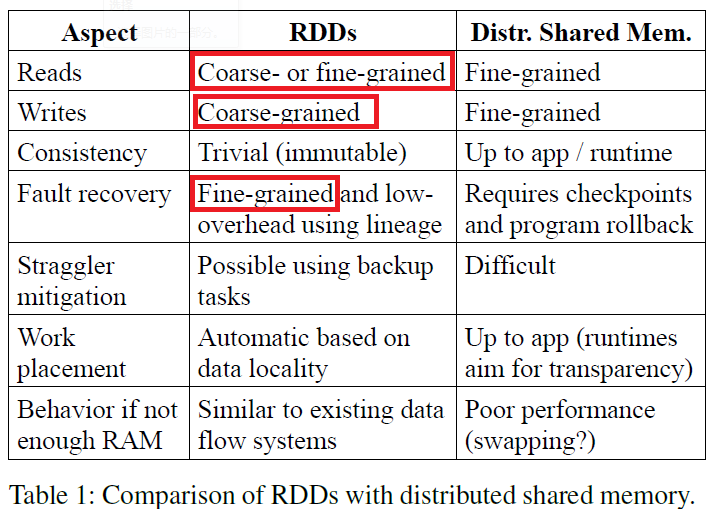 Aspect RDDs Distr. Shared Mem.
Reads Coarse- or fine-grained Fine-grained
Writes Coarse-grained Fine-grained
Consistency Trivial (immutable) Up to app / runtime
Fault recovery Fine-grained and low- Requires checkpoints
overhead using lineage and program rollback
Straggler Possible using backup Difficult
mitigation tasks
Work Automatic based on Up to app (runtimes
placement data locality aim for transparency)
Behavior if not Similar to existing data Poor performance
enough RAM flow systems (swapping?)
Table 1: Comparison of RDDs with distributed shared memory.